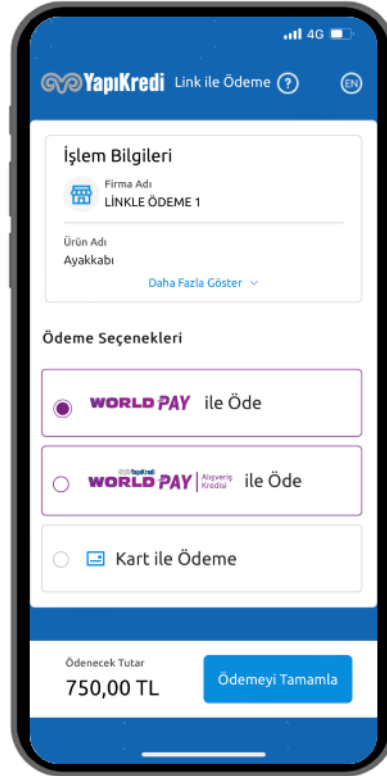 4G
YapıKredi Link ile Ödeme ? EN
İşlem Bilgileri
Firma Adı
LİNKLE ÖDEME 1
Ürün Adı
Ayakkabı
Daha Fazla Göster
Ödeme Seçenekleri
WORLD PAY ile Öde
YapıKredi
WORLD PAY Alışveriş Kredisi ile Öde
Kart ile Ödeme
Ödenecek Tutar
750,00 TL
Ödemeyi Tamamla